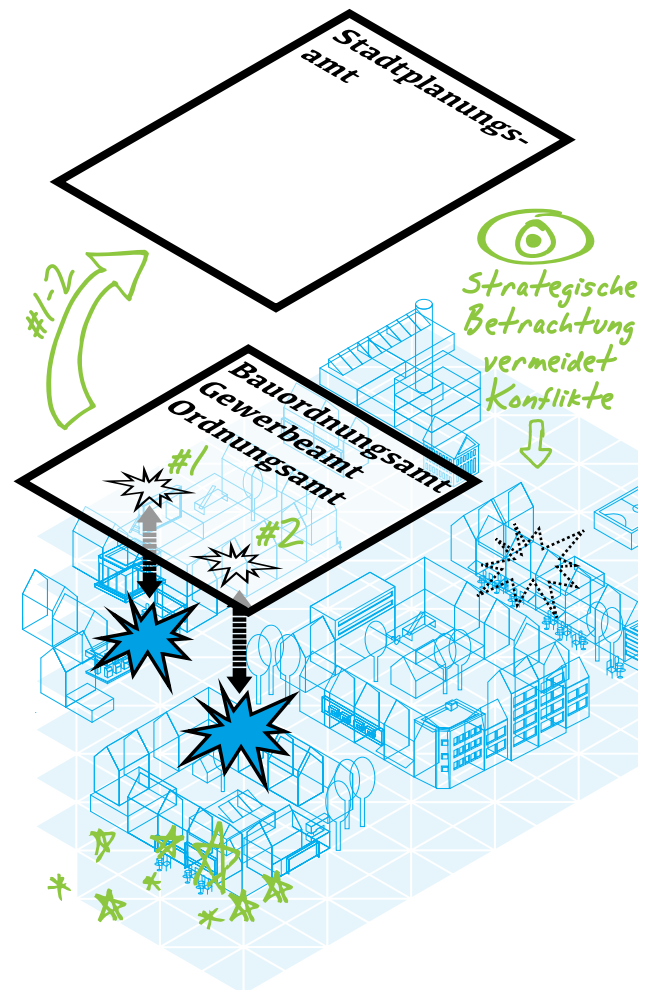 Stadtplanungs-
amt
#1-2
Strategische
Betrachtung
vermeidet
Konflikte
Bauordnungsamt
Gewerbeamt
Ordnungsamt
#1
#2